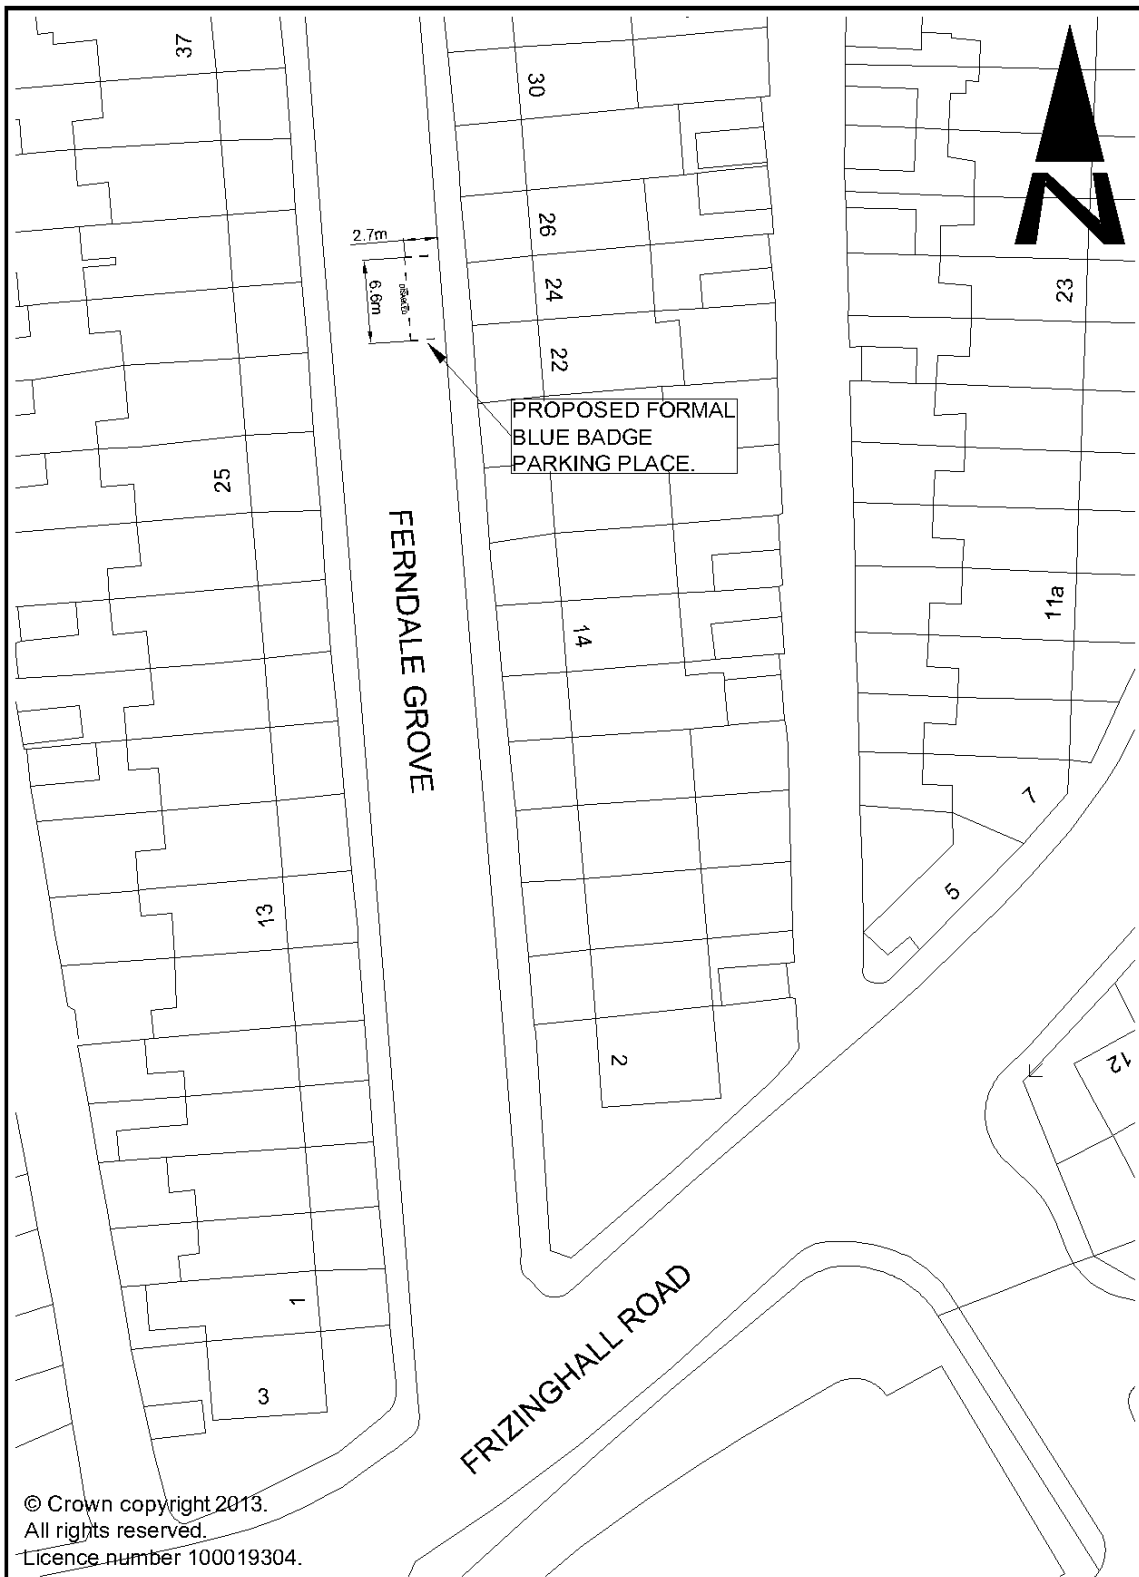 37
30
N
2.7m
26
6.6m
DISABLED
24
23
22
PROPOSED FORMAL
BLUE BADGE
PARKING PLACE.
25
FERNDALE GROVE
11a
14
7
5
13
2
12
1
FRIZINGHALL ROAD
3
© Crown copyright 2013.
All rights reserved.
Licence number 100019304.